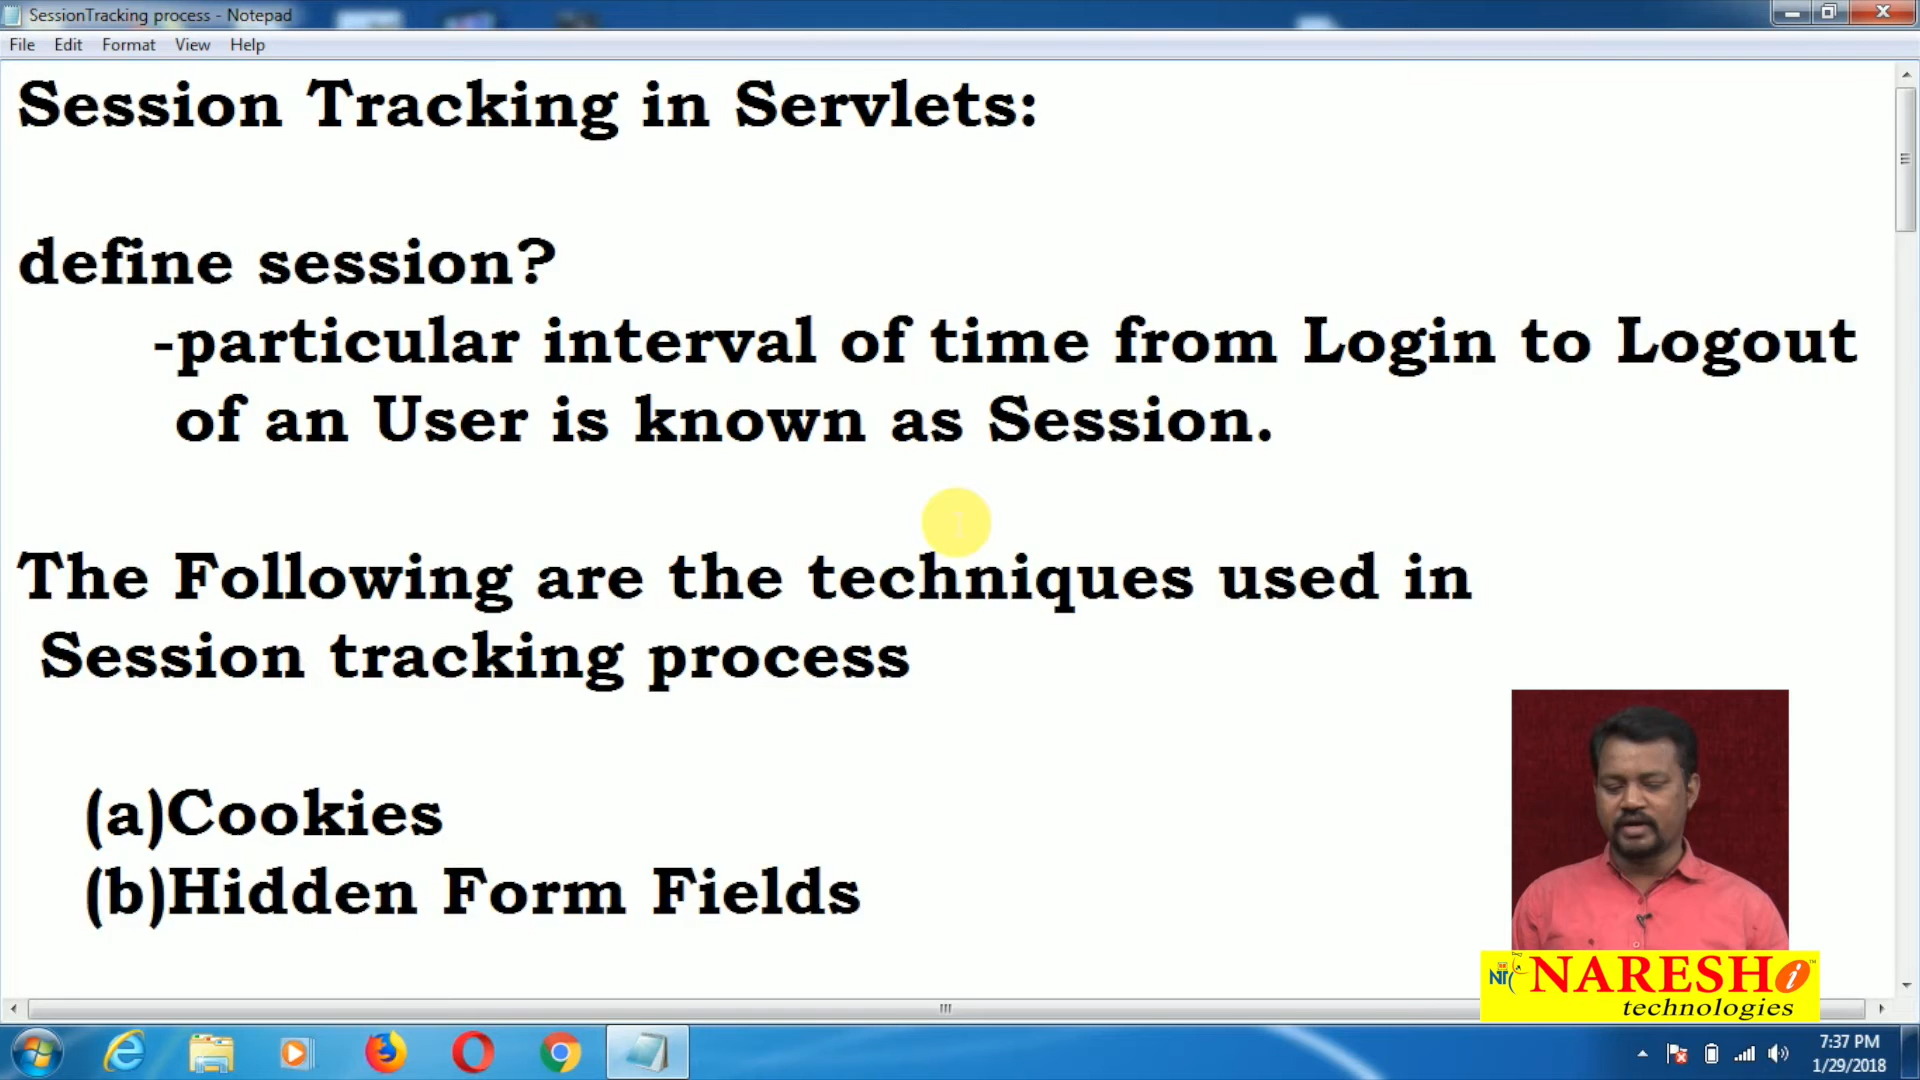 SessionTracking process - Notepad
File Edit Format View Help
Session Tracking in Servlets:
define session?
-particular interval of time from Login to Logout
of an User is known as Session.
The Following are the techniques used in
Session tracking process
(a)Cookies
(b)Hidden Form Fields
NT NARESH i
technologies
7:37 PM
1/29/2018